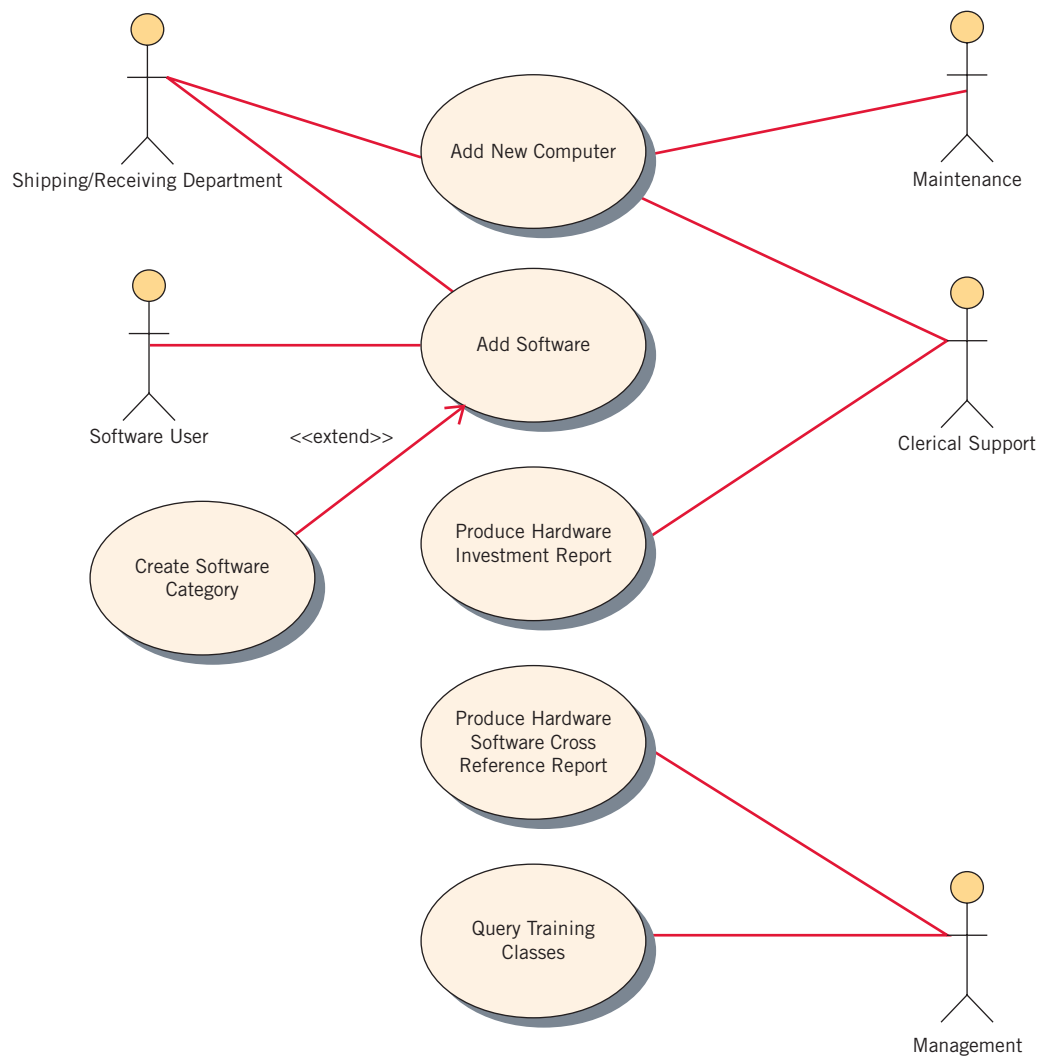 Add New Computer
Shipping/Receiving Department
Maintenance
Add Software
Software User
<<extend>>
Clerical Support
Create Software
Category
Produce Hardware
Investment Report
Produce Hardware
Software Cross
Reference Report
Query Training
Classes
Management